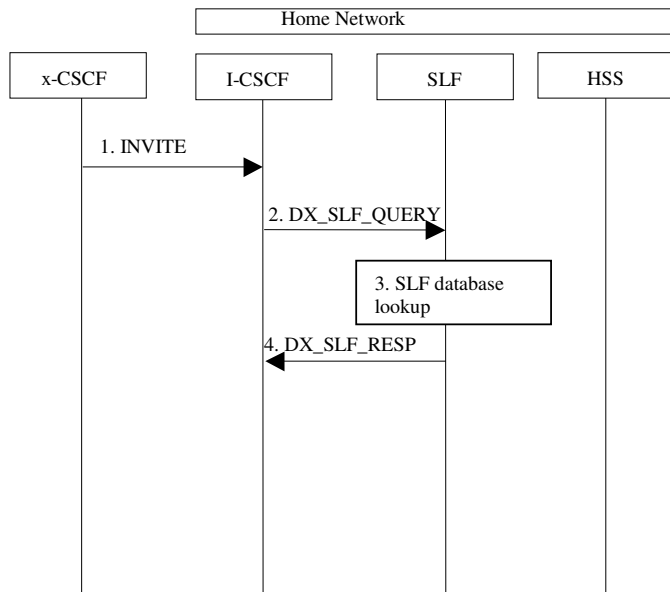 Home Network
x-CSCF
I-CSCF
SLF
HSS
1. INVITE
2. DX_SLF_QUERY
3. SLF database
lookup
4. DX_SLF_RESP